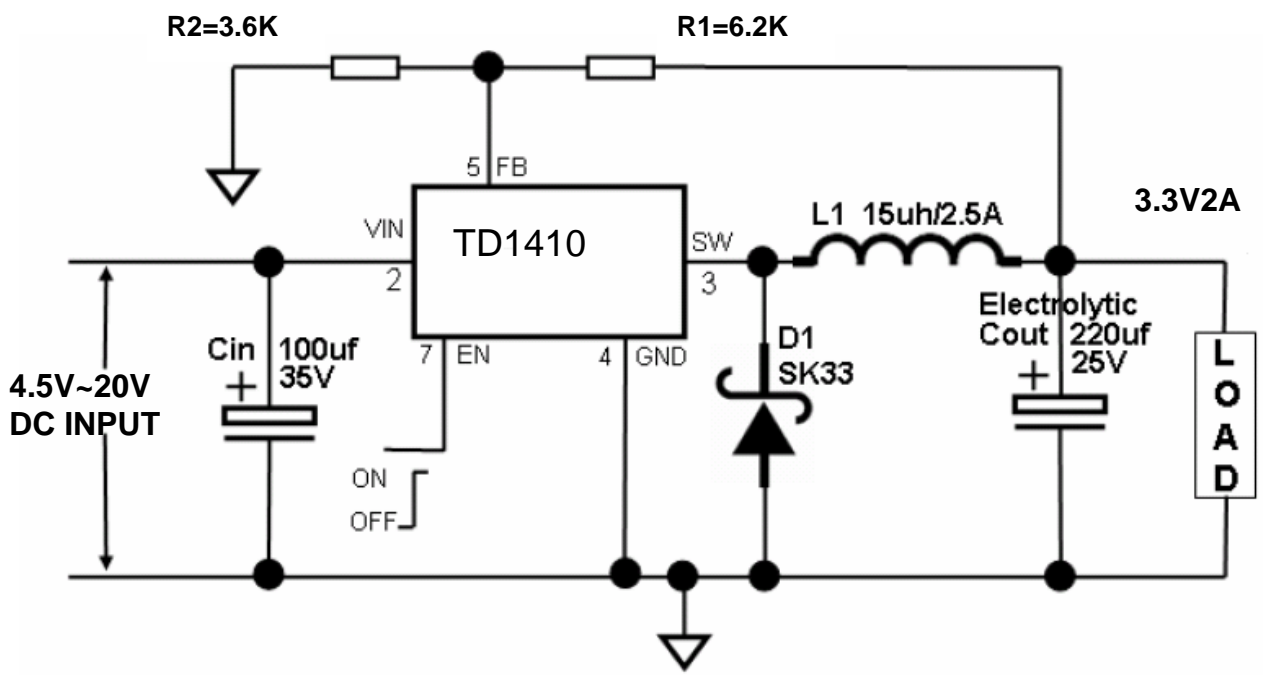 R2=3.6K
R1=6.2K
5 FB
VIN
2
TD1410
SW
3
L1 15uh/2.5A
3.3V2A
7 EN
4 GND
Cin 100uf
+ 35V
4.5V~20V
DC INPUT
D1
SK33
Electrolytic
Cout 220uf
+ 25V
LOAD
ON
OFF